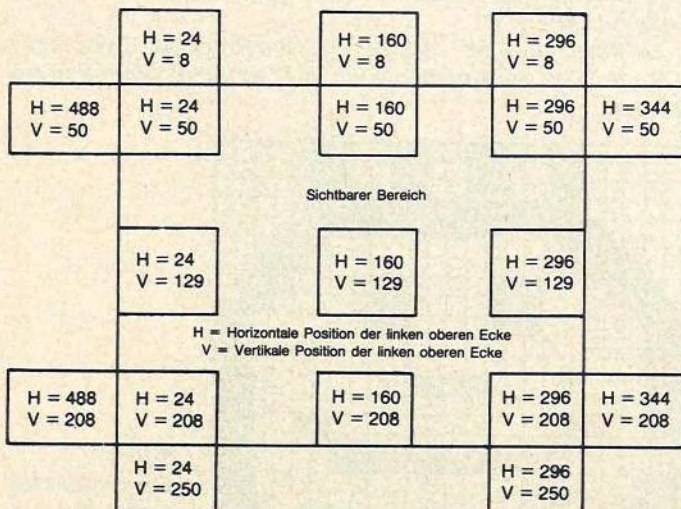 H = 24
V = 8
H = 160
V = 8
H = 296
V = 8
H = 488
V = 50
H = 24
V = 50
H = 160
V = 50
H = 296
V = 50
H = 344
V = 50
Sichtbarer Bereich
H = 24
V = 129
H = 160
V = 129
H = 296
V = 129
H = Horizontale Position der linken oberen Ecke
V = Vertikale Position der linken oberen Ecke
H = 488
V = 208
H = 24
V = 208
H = 160
V = 208
H = 296
V = 208
H = 344
V = 208
H = 24
V = 250
H = 296
V = 250